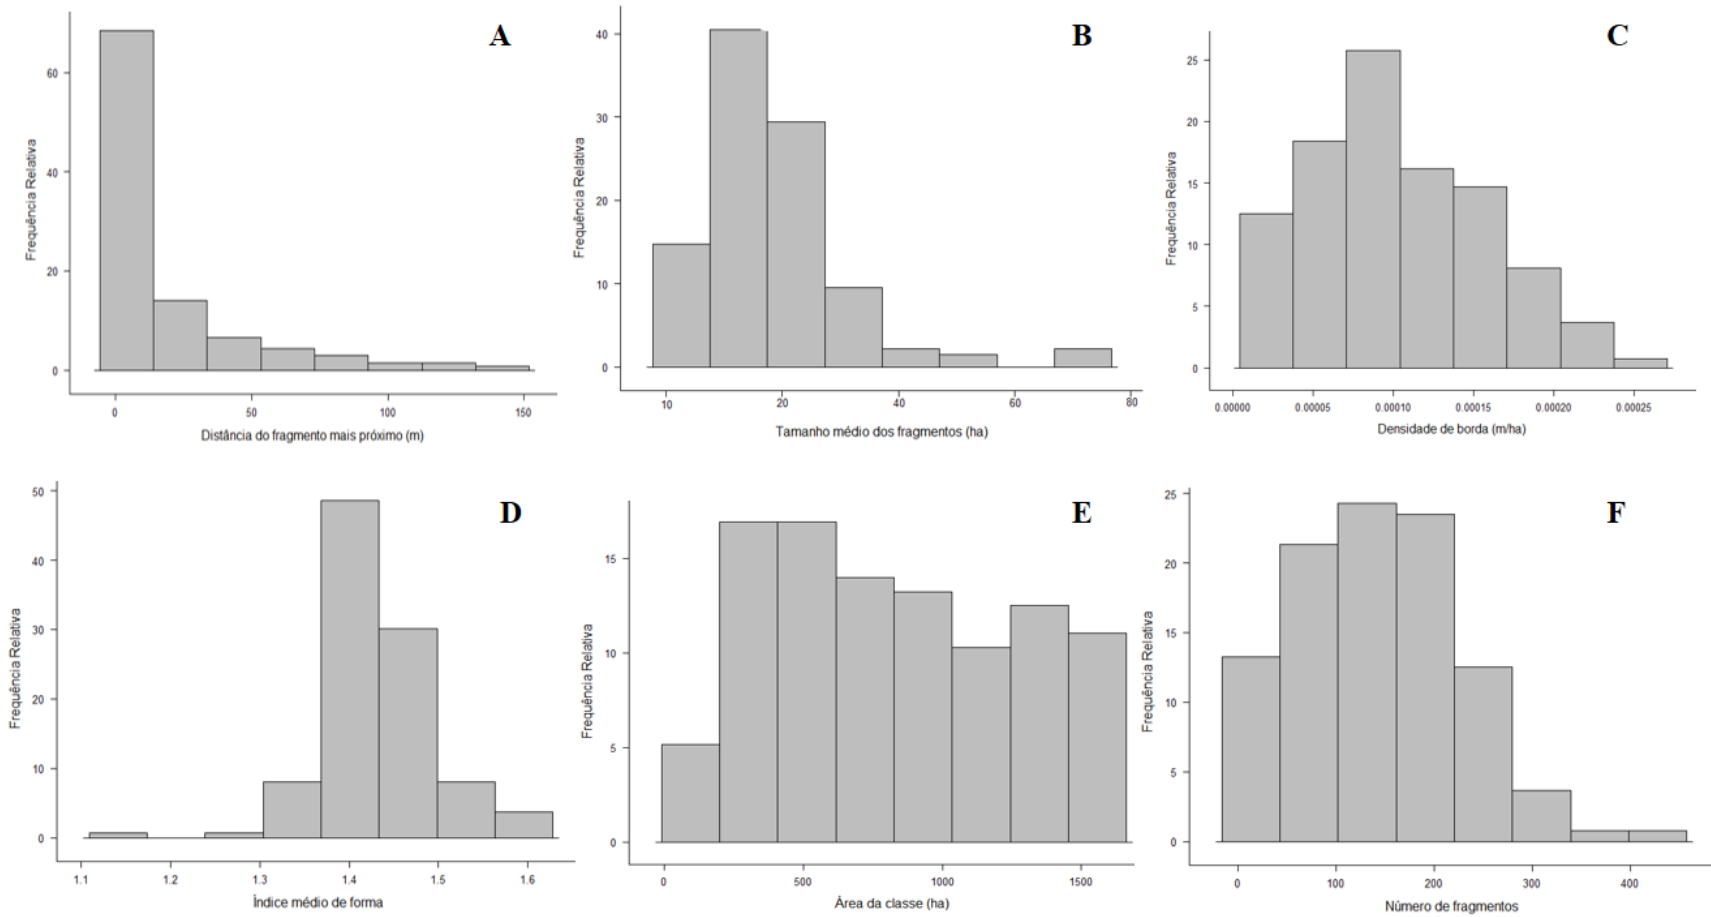 A
Frequência Relativa
60
40
20
0
0 50 100 150
Distância do fragmento mais próximo (m)
B
Frequência Relativa
40
30
20
10
0
10 20 40 60 80
Tamanho médio dos fragmentos (ha)
C
Frequência Relativa
25
20
15
10
5
0
0.00000 0.00005 0.00010 0.00015 0.00020 0.00025
Densidade de borda (m/ha)
D
Frequência Relativa
50
40
30
20
10
0
1.1 1.2 1.3 1.4 1.5 1.6
Índice médio de forma
E
Frequência Relativa
15
10
5
0
0 500 1000 1500
Área da classe (ha)
F
Frequência Relativa
25
20
15
10
5
0
0 100 200 300 400
Número de fragmentos